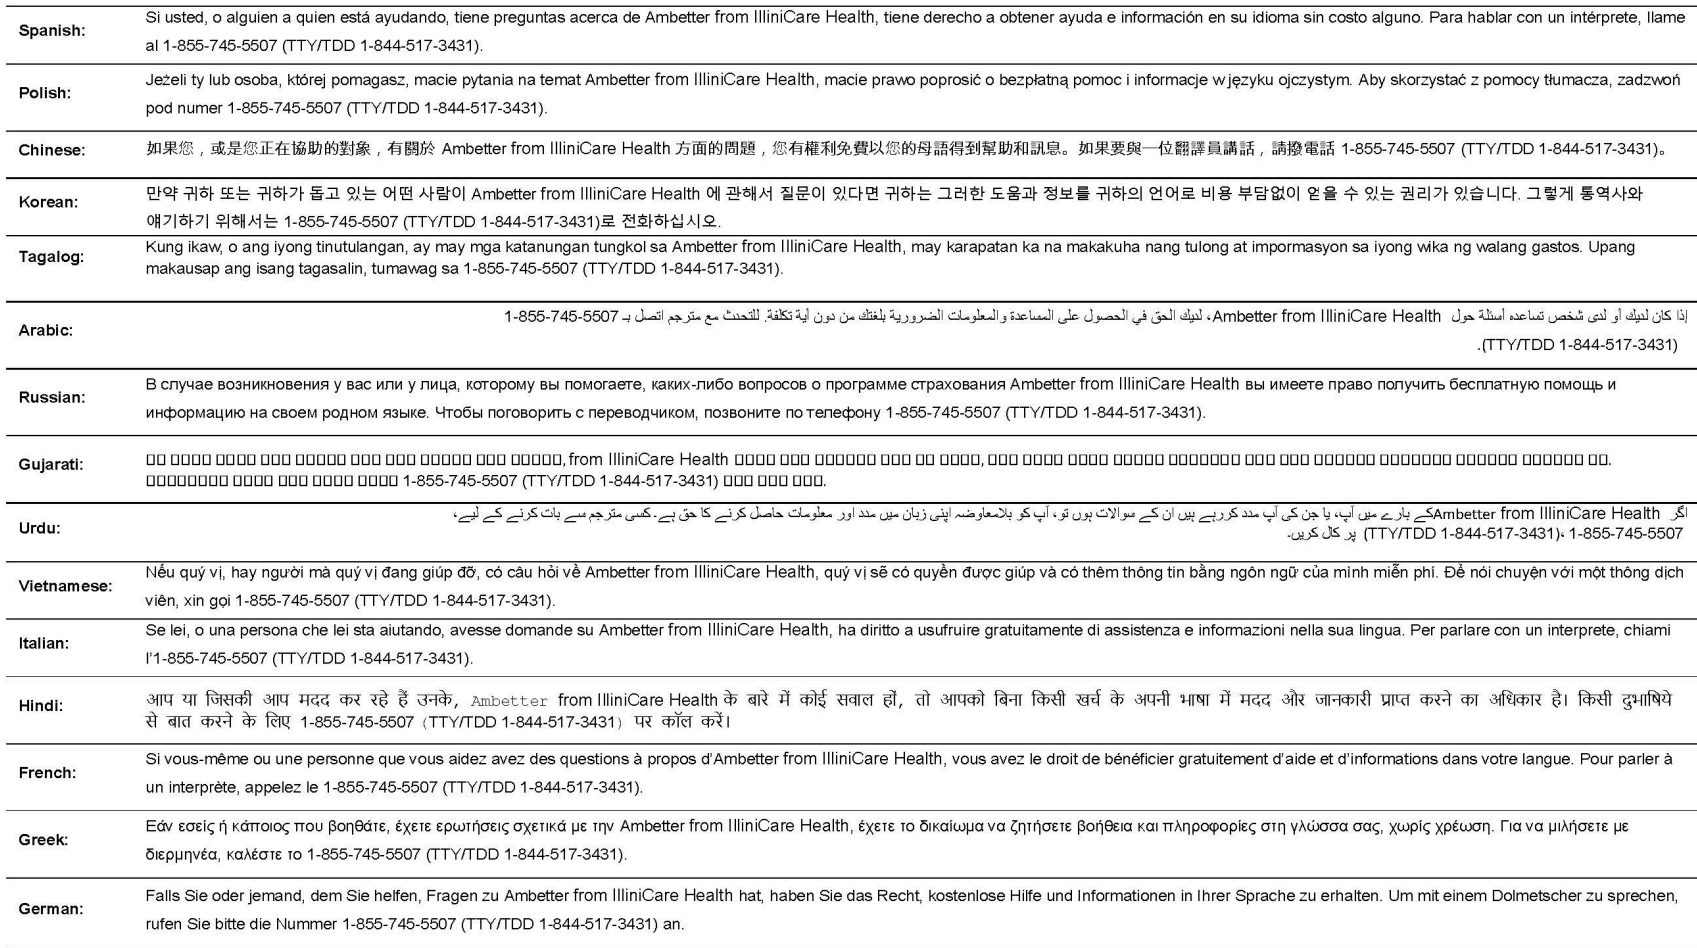 Spanish:
Si usted, o alguien a quien está ayudando, tiene preguntas acerca de Ambetter from IlliniCare Health, tiene derecho a obtener ayuda e información en su idioma sin costo alguno. Para hablar con un intérprete, llame
al 1-855-745-5507 (TTY/TDD 1-844-517-3431).
Polish:
Jeżeli ty lub osoba, której pomagasz, macie pytania na temat Ambetter from IlliniCare Health, macie prawo poprosić o bezpłatną pomoc i informacje w języku ojczystym. Aby skorzystać z pomocy tłumacza, zadzwoń
pod numer 1-855-745-5507 (TTY/TDD 1-844-517-3431).
Chinese:
如果您，或是您正在協助的對象，有關於 Ambetter from IlliniCare Health 方面的問題，您有權利免費以您的母語得到幫助和訊息。如果要與一位翻譯員講話，請撥電話 1-855-745-5507 (TTY/TDD 1-844-517-3431)。
Korean:
만약 귀하 또는 귀하가 돕고 있는 어떤 사람이 Ambetter from IlliniCare Health 에 관해서 질문이 있다면 귀하는 그러한 도움과 정보를 귀하의 언어로 비용 부담없이 얻을 수 있는 권리가 있습니다. 그렇게 통역사와
얘기하기 위해서는 1-855-745-5507 (TTY/TDD 1-844-517-3431)로 전화하십시오.
Tagalog:
Kung ikaw, o ang iyong tinutulangan, ay may mga katanungan tungkol sa Ambetter from IlliniCare Health, may karapatan ka na makakuha nang tulong at impormasyon sa iyong wika ng walang gastos. Upang
makausap ang isang tagasalin, tumawag sa 1-855-745-5507 (TTY/TDD 1-844-517-3431).
Arabic:
إذا كان لديك أو لدى شخص تساعده أسئلة حول Ambetter from IlliniCare Health، لديك الحق في الحصول على المساعدة والمعلومات الضرورية بلغتك من دون أية تكلفة. للتحدث مع مترجم اتصل بـ 1-855-745-5507
(TTY/TDD 1-844-517-3431).
Russian:
В случае возникновения у вас или у лица, которому вы помогаете, каких-либо вопросов о программе страхования Ambetter from IlliniCare Health вы имеете право получить бесплатную помощь и
информацию на своем родном языке. Чтобы поговорить с переводчиком, позвоните по телефону 1-855-745-5507 (TTY/TDD 1-844-517-3431).
Gujarati:
from IlliniCare Health
1-855-745-5507 (TTY/TDD 1-844-517-3431)
Urdu:
اگر Ambetter from IlliniCare Health کے بارے میں آپ، یا جن کی آپ مدد کررہے ہیں ان کے سوالات ہوں تو، آپ کو بلامعاوضہ اپنی زبان میں مدد اور معلومات حاصل کرنے کا حق ہے۔ کسی مترجم سے بات کرنے کے لیے،
1-855-745-5507 ،(TTY/TDD 1-844-517-3431) پر کال کریں۔
Vietnamese:
Nếu quý vị, hay người mà quý vị đang giúp đỡ, có câu hỏi về Ambetter from IlliniCare Health, quý vị sẽ có quyền được giúp và có thêm thông tin bằng ngôn ngữ của mình miễn phí. Để nói chuyện với một thông dịch
viên, xin gọi 1-855-745-5507 (TTY/TDD 1-844-517-3431).
Italian:
Se lei, o una persona che lei sta aiutando, avesse domande su Ambetter from IlliniCare Health, ha diritto a usufruire gratuitamente di assistenza e informazioni nella sua lingua. Per parlare con un interprete, chiami
l’1-855-745-5507 (TTY/TDD 1-844-517-3431).
Hindi:
आप या जिसकी आप मदद कर रहे हैं उनके, Ambetter from IlliniCare Health के बारे में कोई सवाल हों, तो आपको बिना किसी खर्च के अपनी भाषा में मदद और जानकारी प्राप्त करने का अधिकार है। किसी दुभाषिये
से बात करने के लिए 1-855-745-5507 (TTY/TDD 1-844-517-3431) पर कॉल करें।
French:
Si vous-même ou une personne que vous aidez avez des questions à propos d’Ambetter from IlliniCare Health, vous avez le droit de bénéficier gratuitement d’aide et d’informations dans votre langue. Pour parler à
un interprète, appelez le 1-855-745-5507 (TTY/TDD 1-844-517-3431).
Greek:
Εάν εσείς ή κάποιος που βοηθάτε, έχετε ερωτήσεις σχετικά με την Ambetter from IlliniCare Health, έχετε το δικαίωμα να ζητήσετε βοήθεια και πληροφορίες στη γλώσσα σας, χωρίς χρέωση. Για να μιλήσετε με
διερμηνέα, καλέστε το 1-855-745-5507 (TTY/TDD 1-844-517-3431).
German:
Falls Sie oder jemand, dem Sie helfen, Fragen zu Ambetter from IlliniCare Health hat, haben Sie das Recht, kostenlose Hilfe und Informationen in Ihrer Sprache zu erhalten. Um mit einem Dolmetscher zu sprechen,
rufen Sie bitte die Nummer 1-855-745-5507 (TTY/TDD 1-844-517-3431) an.